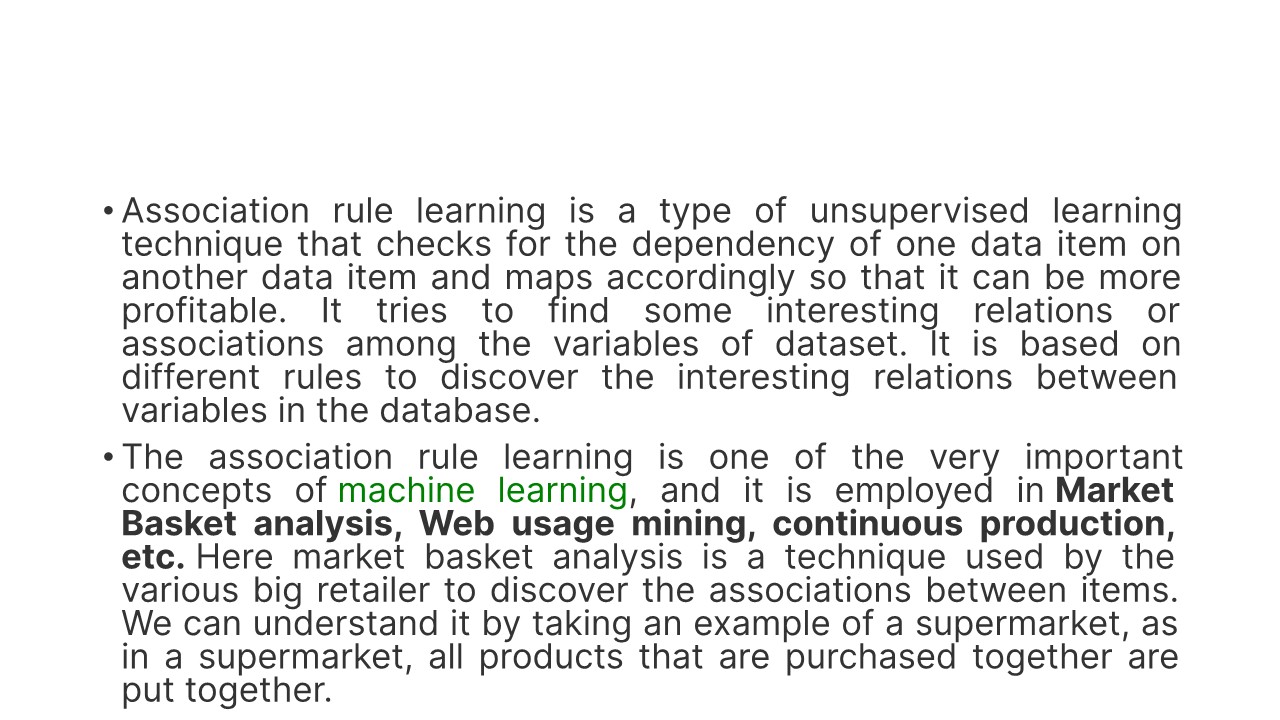 • Association rule learning is a type of unsupervised learning
technique that checks for the dependency of one data item on
another data item and maps accordingly so that it can be more
profitable. It tries to find some interesting relations or
associations among the variables of dataset. It is based on
different rules to discover the interesting relations between
variables in the database.
• The association rule learning is one of the very important
concepts of machine learning, and it is employed in Market
Basket analysis, Web usage mining, continuous production,
etc. Here market basket analysis is a technique used by the
various big retailer to discover the associations between items.
We can understand it by taking an example of a supermarket, as
in a supermarket, all products that are purchased together are
put together.